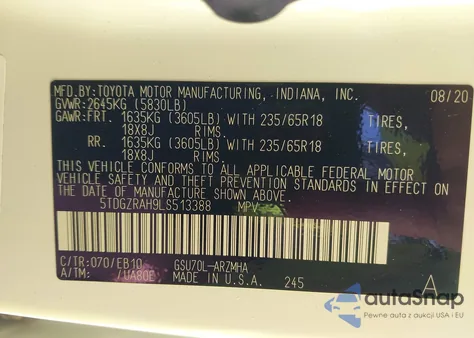 MFD.BY:TOYOTA MOTOR MANUFACTURING, INDIANA, INC. 08/20
GVWR:2645KG (5830LB)
GAWR:FRT. 1635KG (3605LB) WITH 235/65R18 TIRES,
18X8J RIMS.
RR. 1635KG (3605LB) WITH 235/65R18 TIRES,
18X8J RIMS.
THIS VEHICLE CONFORMS TO ALL APPLICABLE FEDERAL MOTOR
VEHICLE SAFETY AND THEFT PREVENTION STANDARDS IN EFFECT ON
THE DATE OF MANUFACTURE SHOWN ABOVE.
5TDGZRAH9LS513388 MPV
C/TR:070/EB10 GSU70L-ARZMHA
A/TM: /UA80E MADE IN U.S.A. 245 A
autoSnap
Pewne auta z aukcji USA i EU